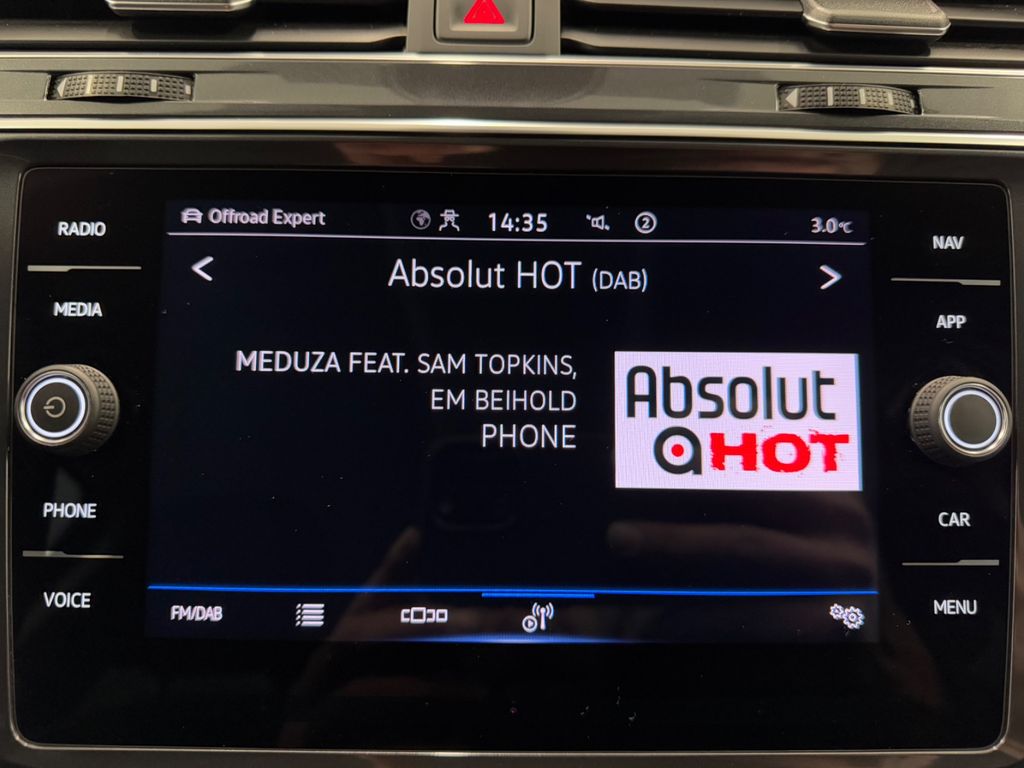 RADIO
MEDIA
PHONE
VOICE
Offroad Expert
14:35
2
3.0°C
Absolut HOT (DAB)
MEDUZA FEAT. SAM TOPKINS,
EM BEIHOLD
PHONE
Absolut
HOT
FM/DAB
NAV
APP
CAR
MENU